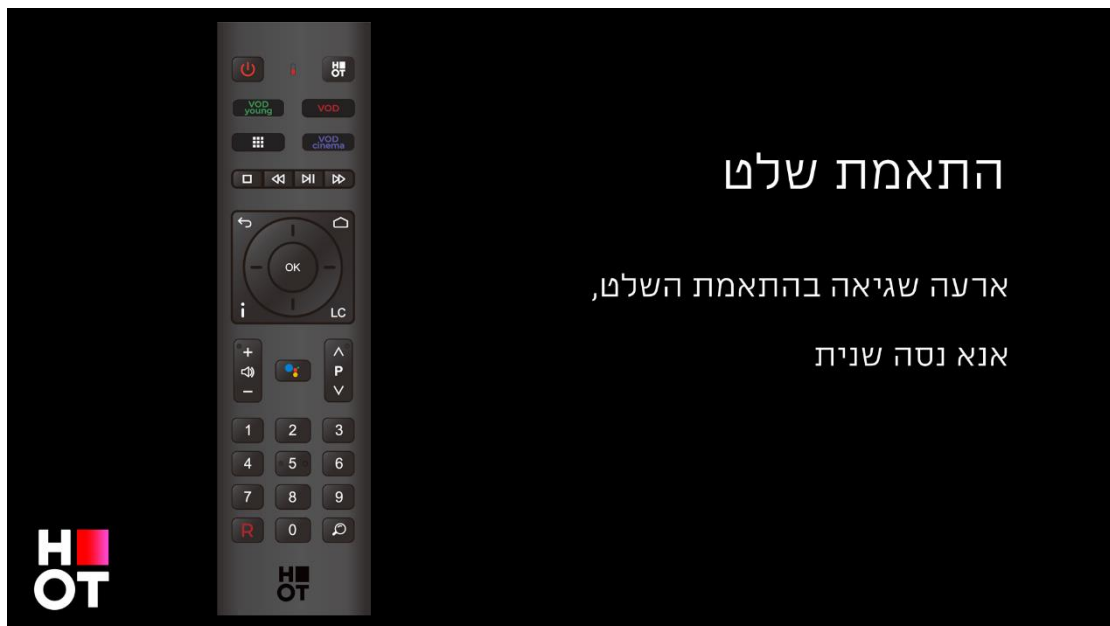 התאמת שלט
ארעה שגיאה בהתאמת השלט,
אנא נסה שנית
HOT
VOD young
VOD
VOD cinema
OK
i
LC
+
P
−
1 2 3
4 5 6
7 8 9
R 0
HOT
HOT